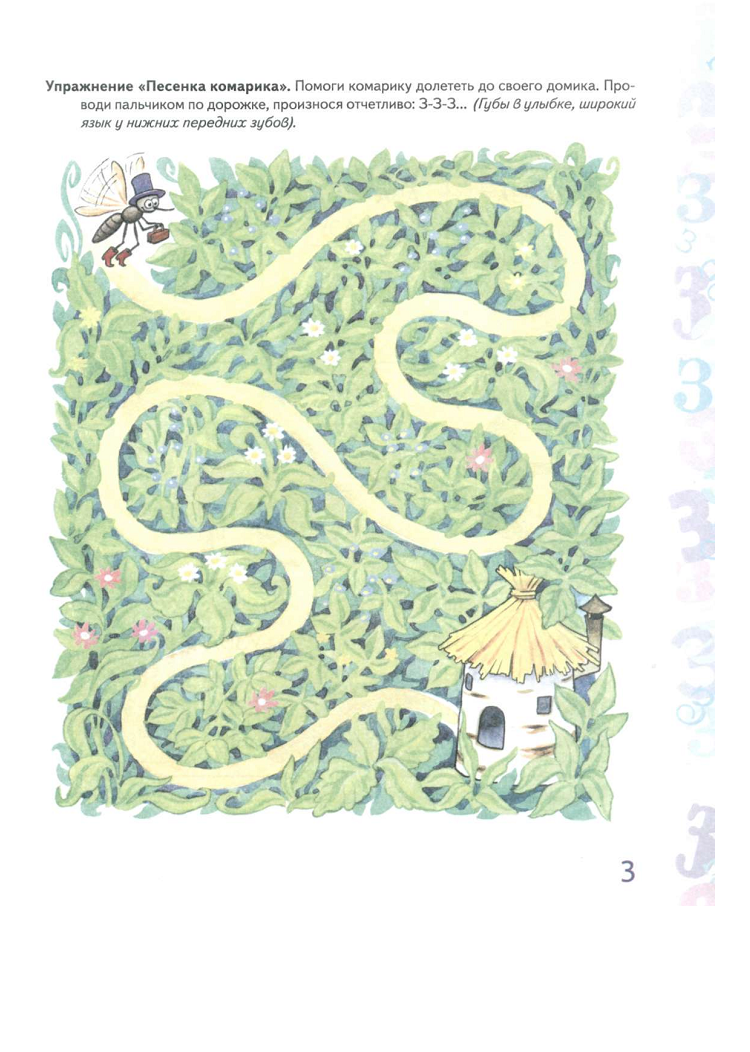 Упражнение «Песенка комарика». Помоги комарику долететь до своего домика. Про-
води пальчиком по дорожке, произнося отчетливо: З-З-З... (Губы в улыбке, широкий
язык у нижних передних зубов).
З
З
З
З
З
З
3